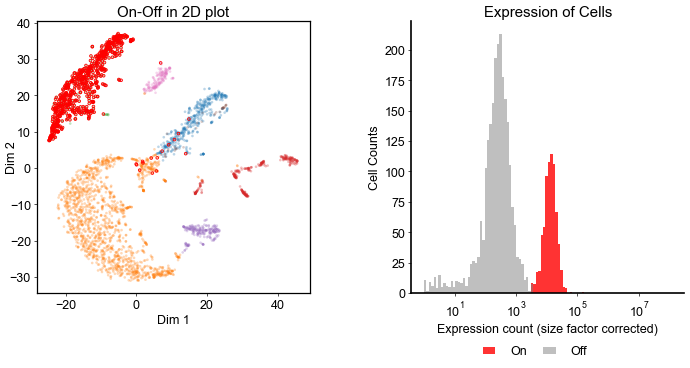 On-Off in 2D plot
40
30
20
10
0
−10
−20
−30
Dim 2
−20 0 20 40
Dim 1
Expression of Cells
200
175
150
125
100
75
50
25
0
Cell Counts
10^1 10^3 10^5 10^7
Expression count (size factor corrected)
On Off